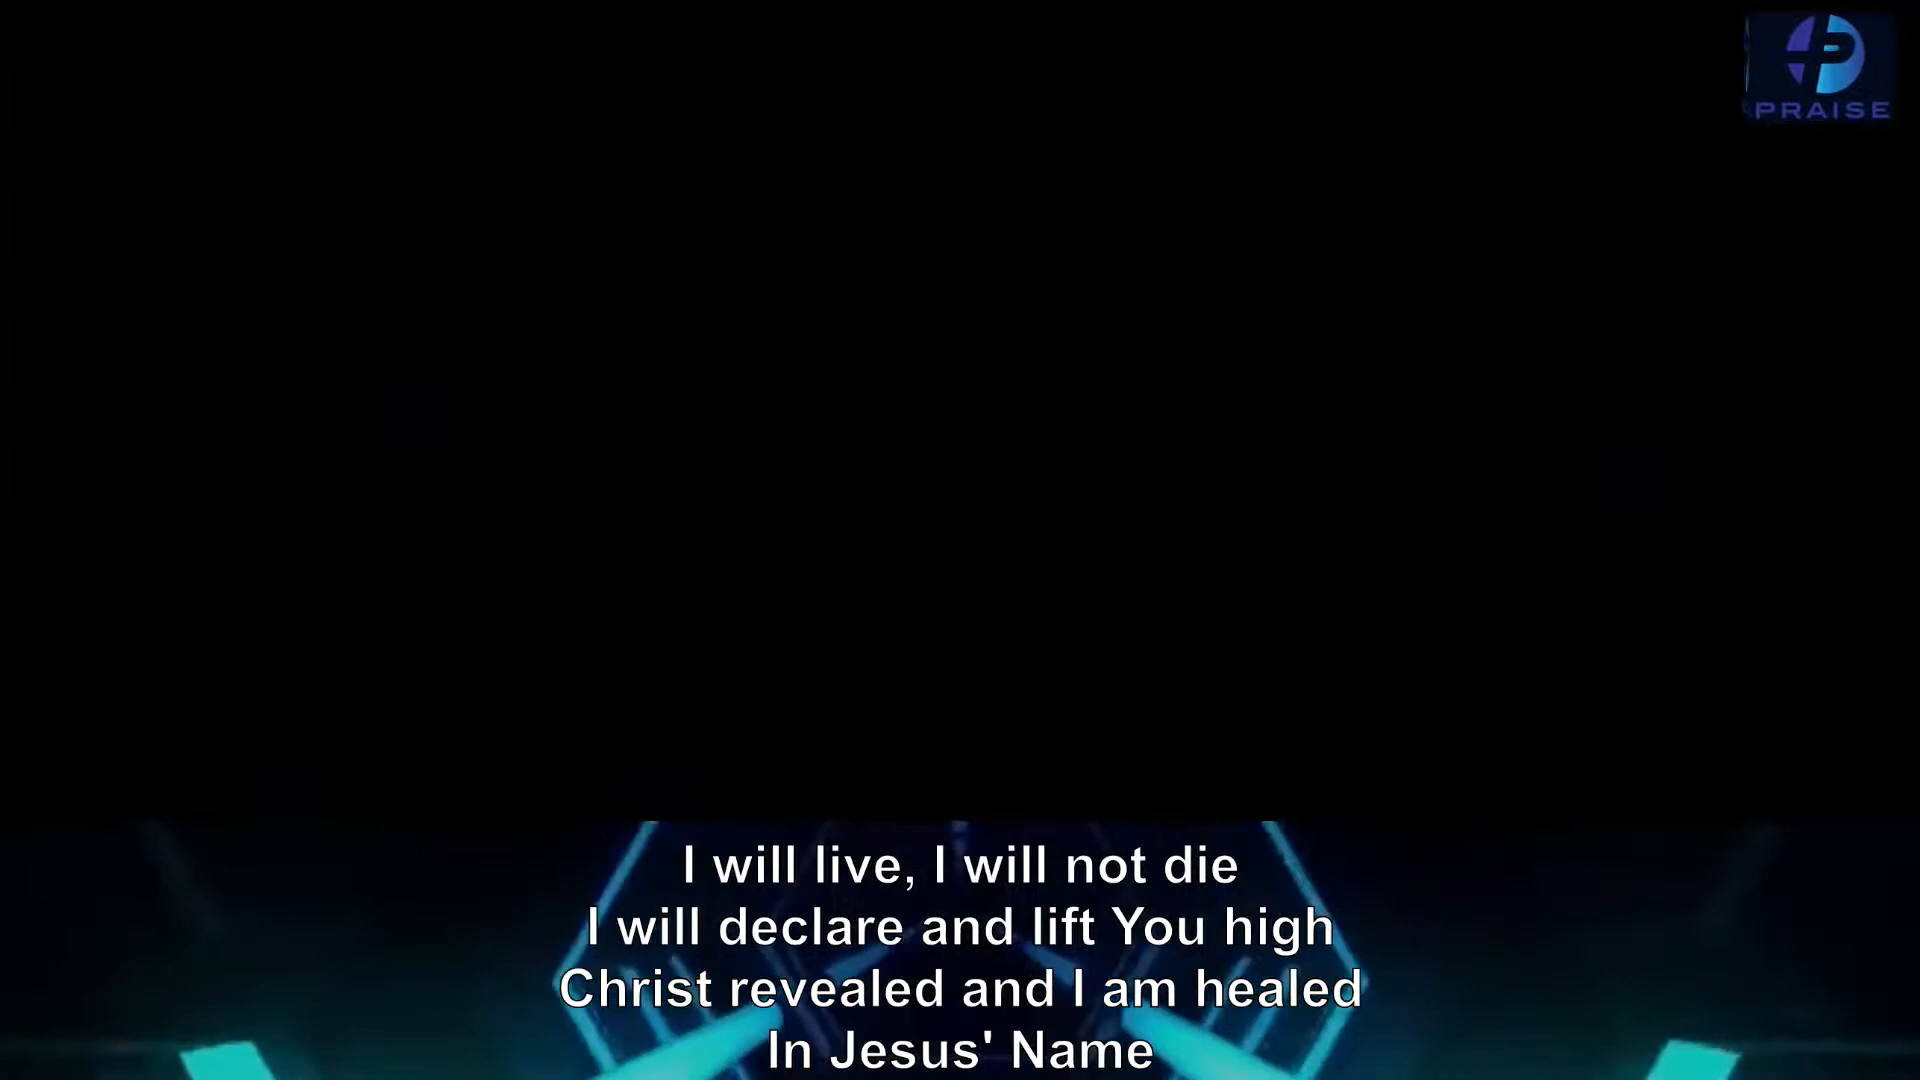 PRAISE
I will live, I will not die
I will declare and lift You high
Christ revealed and I am healed
In Jesus' Name